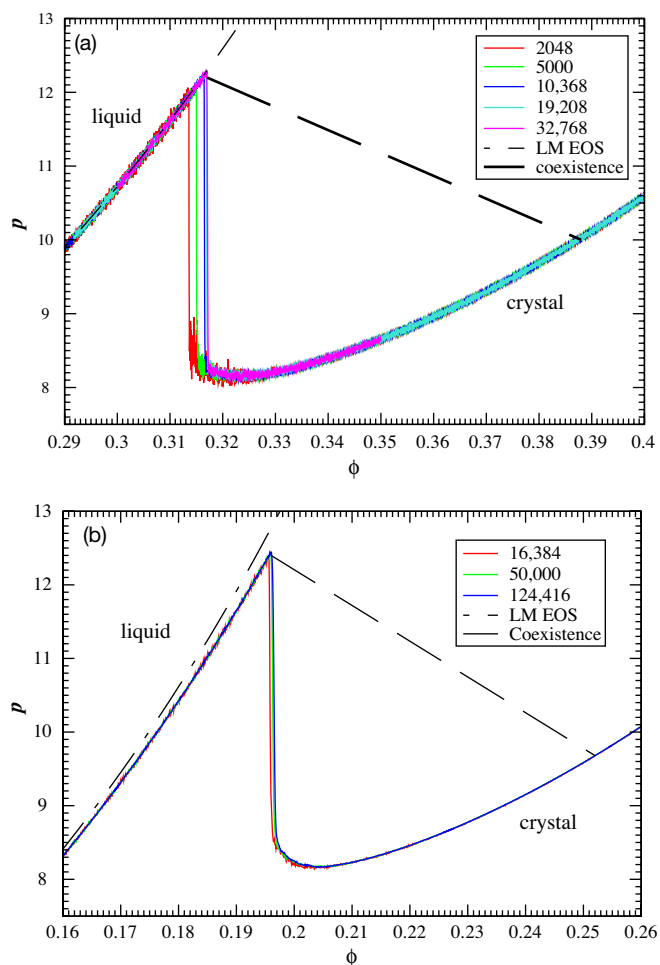 (a)
13
12
11
10
9
8
p
liquid
crystal
2048
5000
10,368
19,208
32,768
LM EOS
coexistence
0.29 0.3 0.31 0.32 0.33 0.34 0.35 0.36 0.37 0.38 0.39 0.4
ϕ
(b)
13
12
11
10
9
8
p
liquid
crystal
16,384
50,000
124,416
LM EOS
Coexistence
0.16 0.17 0.18 0.19 0.2 0.21 0.22 0.23 0.24 0.25 0.26
ϕ